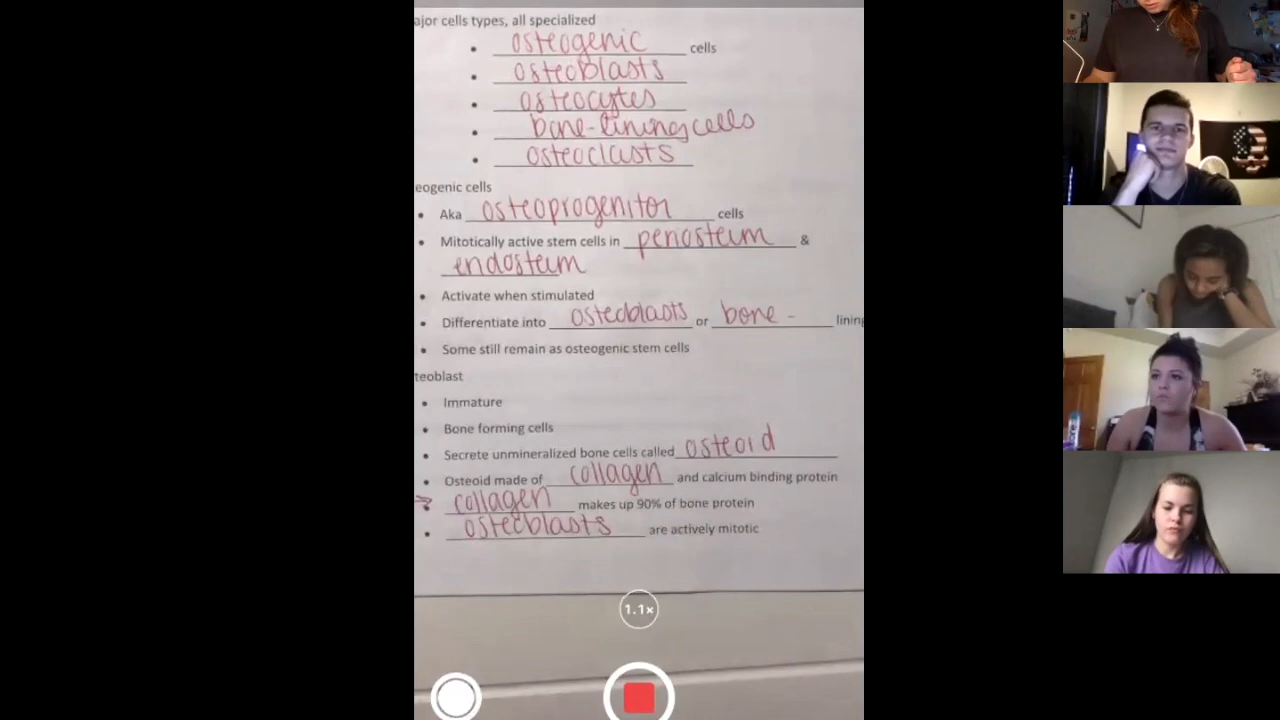 ajor cells types, all specialized
• osteogenic cells
• osteoblasts
• osteocytes
• bone-lining cells
• osteoclasts
eogenic cells
• Aka osteoprogenitor cells
• Mitotically active stem cells in periosteum &
endosteum
• Activate when stimulated
• Differentiate into osteoblasts or bone - lining
• Some still remain as osteogenic stem cells
teoblast
• Immature
• Bone forming cells
• Secrete unmineralized bone cells called osteoid
• Osteoid made of collagen and calcium binding protein
collagen makes up 90% of bone protein
• osteoblasts are actively mitotic
1.1×